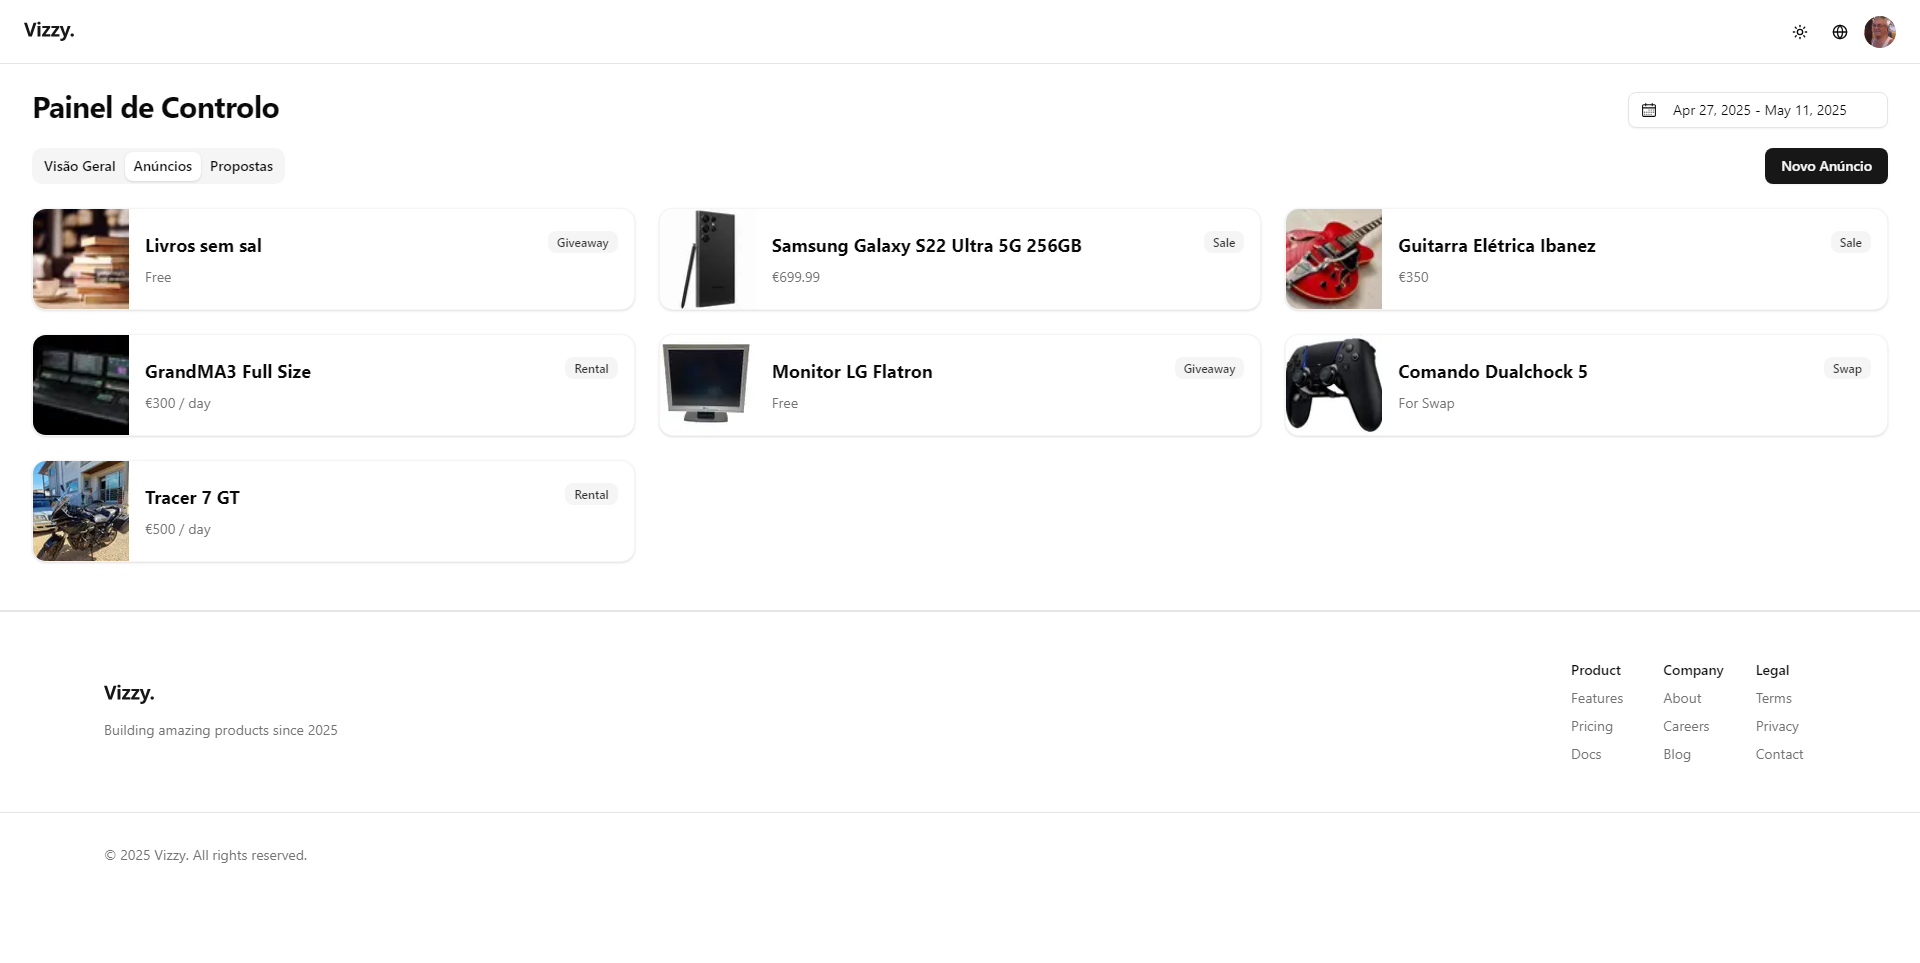 Vizzy.
Painel de Controlo
Apr 27, 2025 - May 11, 2025
Visão Geral
Anúncios
Propostas
Novo Anúncio
Livros sem sal
Giveaway
Free
Samsung Galaxy S22 Ultra 5G 256GB
Sale
€699.99
Guitarra Elétrica Ibanez
Sale
€350
GrandMA3 Full Size
Rental
€300 / day
Monitor LG Flatron
Giveaway
Free
Comando Dualchock 5
Swap
For Swap
Tracer 7 GT
Rental
€500 / day
Vizzy.
Building amazing products since 2025
Product
Features
Pricing
Docs
Company
About
Careers
Blog
Legal
Terms
Privacy
Contact
© 2025 Vizzy. All rights reserved.